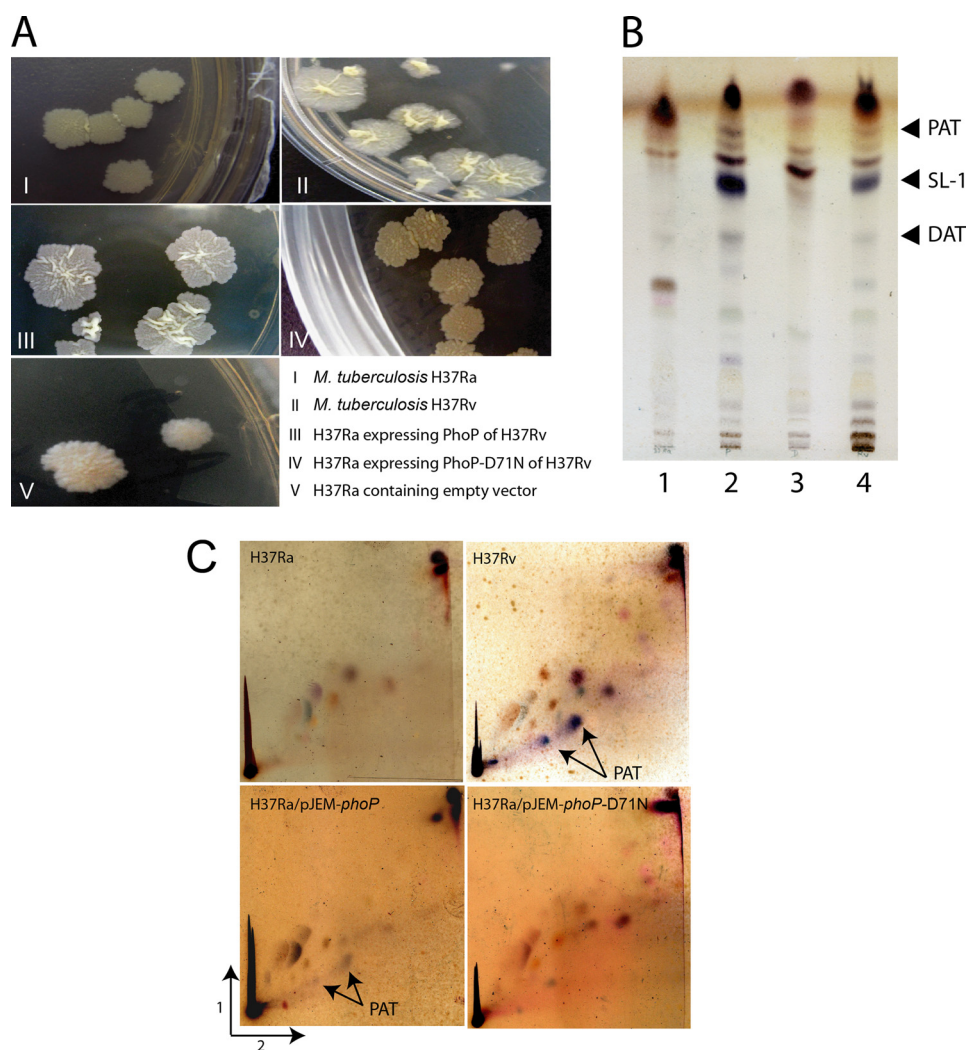 A
B
I
II
III
IV
V
I M. tuberculosis H37Ra
II M. tuberculosis H37Rv
III H37Ra expressing PhoP of H37Rv
IV H37Ra expressing PhoP-D71N of H37Rv
V H37Ra containing empty vector
PAT
SL-1
DAT
1 2 3 4
C
H37Ra
H37Rv
PAT
H37Ra/pJEM-phoP
H37Ra/pJEM-phoP-D71N
PAT
1
2